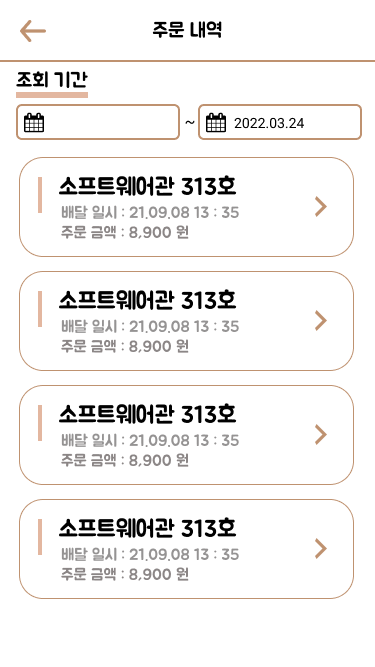 주문 내역
조회 기간
~ 2022.03.24
소프트웨어관 313호
배달 일시 : 21.09.08 13 : 35
주문 금액 : 8,900 원
소프트웨어관 313호
배달 일시 : 21.09.08 13 : 35
주문 금액 : 8,900 원
소프트웨어관 313호
배달 일시 : 21.09.08 13 : 35
주문 금액 : 8,900 원
소프트웨어관 313호
배달 일시 : 21.09.08 13 : 35
주문 금액 : 8,900 원